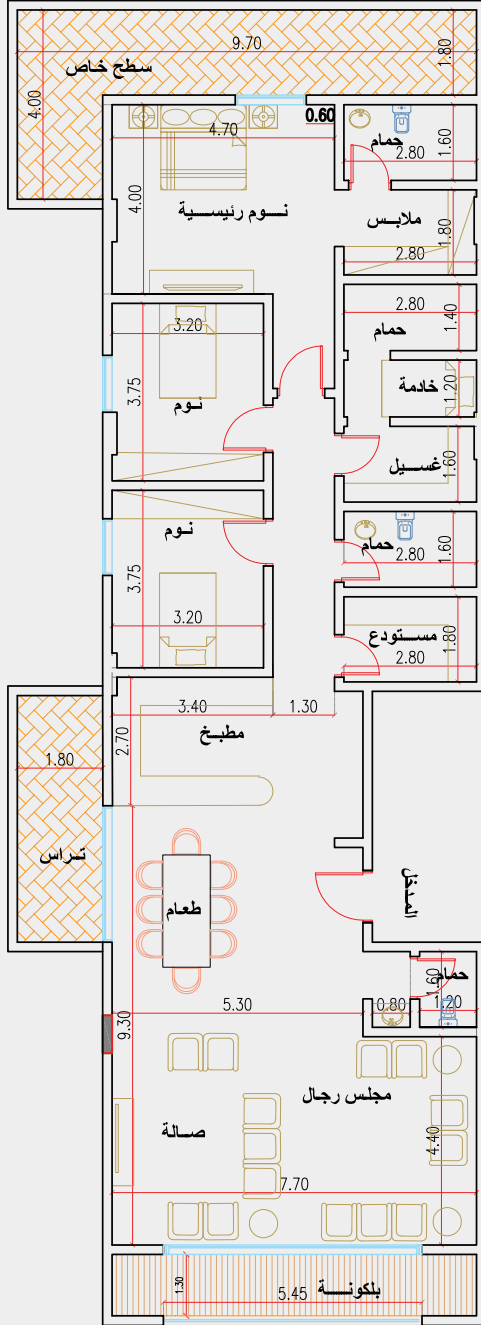 9.70
1.80
سطح خاص
4.00
0.60
4.70
حمام
1.60
2.80
4.00
نوم رئيسية
ملابس
1.80
2.80
2.80
1.40
حمام
3.20
3.75
نوم
خادمة
1.20
غسيل
1.60
نوم
3.75
3.20
حمام
2.80
1.60
مستودع
1.80
2.80
3.40
1.30
مطبخ
2.70
1.80
تراس
طعام
المدخل
حمام
1.60
0.80
1.20
5.30
9.30
مجلس رجال
صالة
4.40
7.70
1.30
5.45
بلكونة